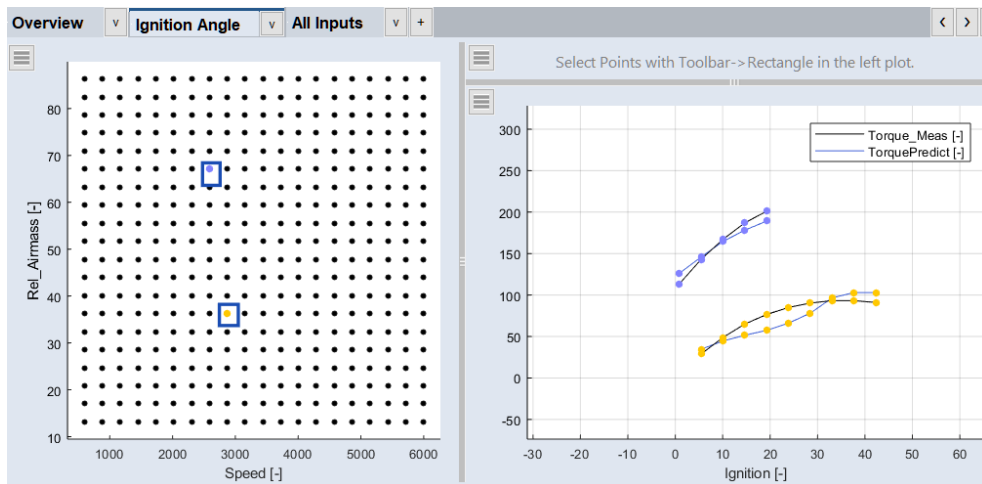 Overview v Ignition Angle v All Inputs v + < >
Select Points with Toolbar->Rectangle in the left plot.
80
70
60
50
40
30
20
10
Rel_Airmass [-]
1000 2000 3000 4000 5000 6000
Speed [-]
300
250
200
150
100
50
0
-50
Torque_Meas [-]
TorquePredict [-]
-30 -20 -10 0 10 20 30 40 50 60
Ignition [-]